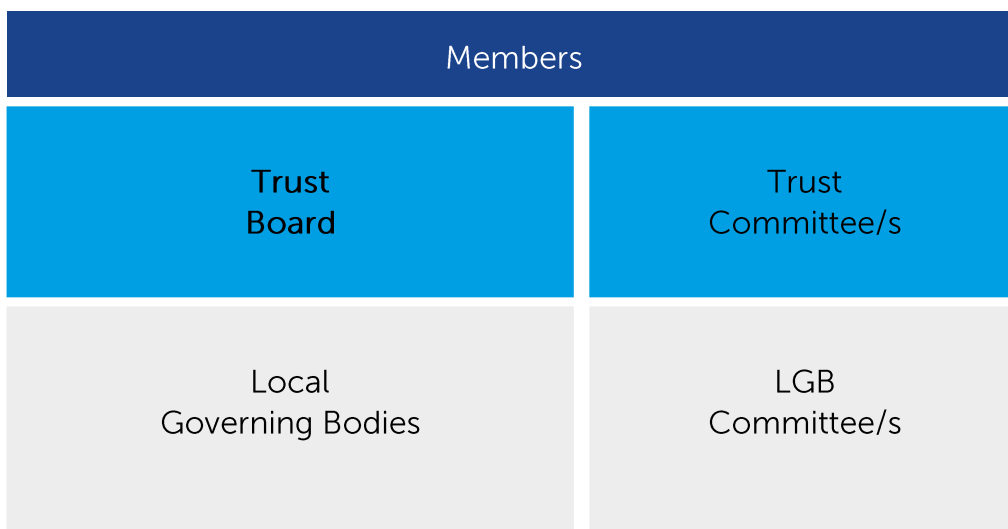 Members
Trust
Board
Trust
Committee/s
Local
Governing Bodies
LGB
Committee/s